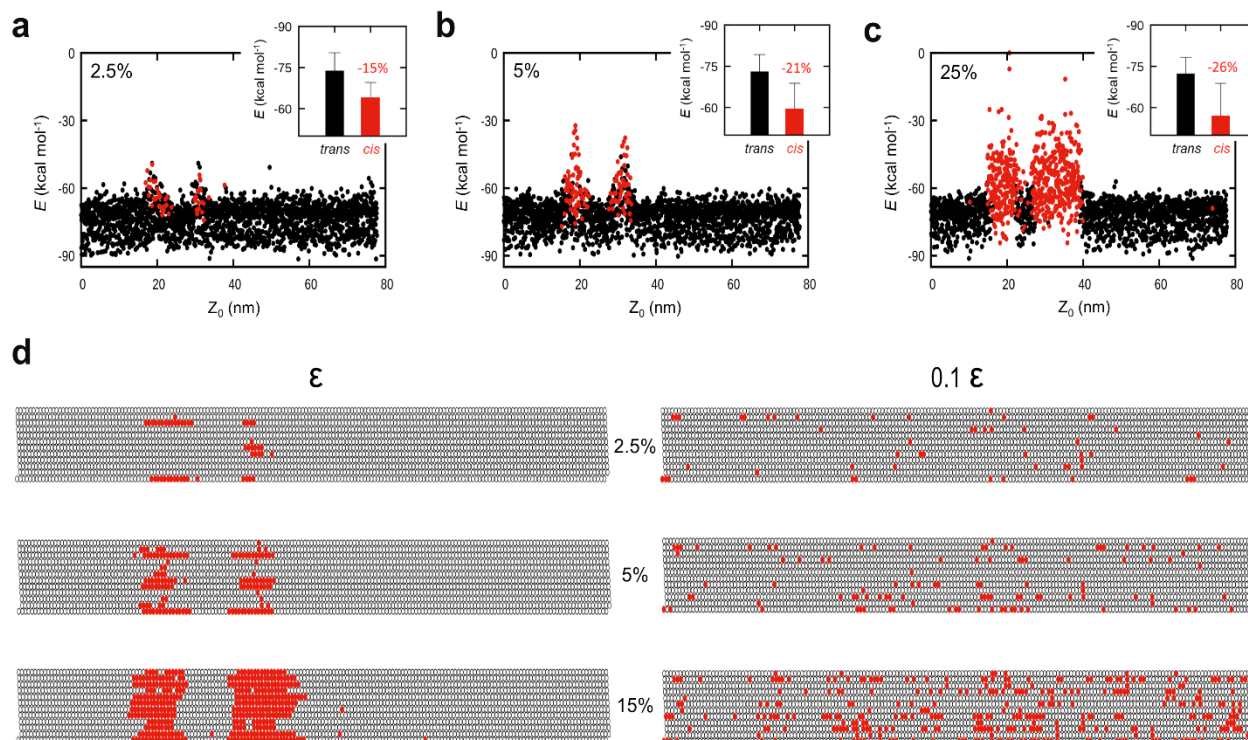 a
2.5%
E (kcal mol⁻¹)
0
-30
-60
-90
0 20 40 60 80
Z₀ (nm)
E (kcal mol⁻¹)
-90
-75
-60
-15%
trans cis
b
5%
E (kcal mol⁻¹)
0
-30
-60
-90
0 20 40 60 80
Z₀ (nm)
E (kcal mol⁻¹)
-90
-75
-60
-21%
trans cis
c
25%
E (kcal mol⁻¹)
0
-30
-60
-90
0 20 40 60 80
Z₀ (nm)
E (kcal mol⁻¹)
-90
-75
-60
-26%
trans cis
d
ε 0.1 ε
2.5%
5%
15%